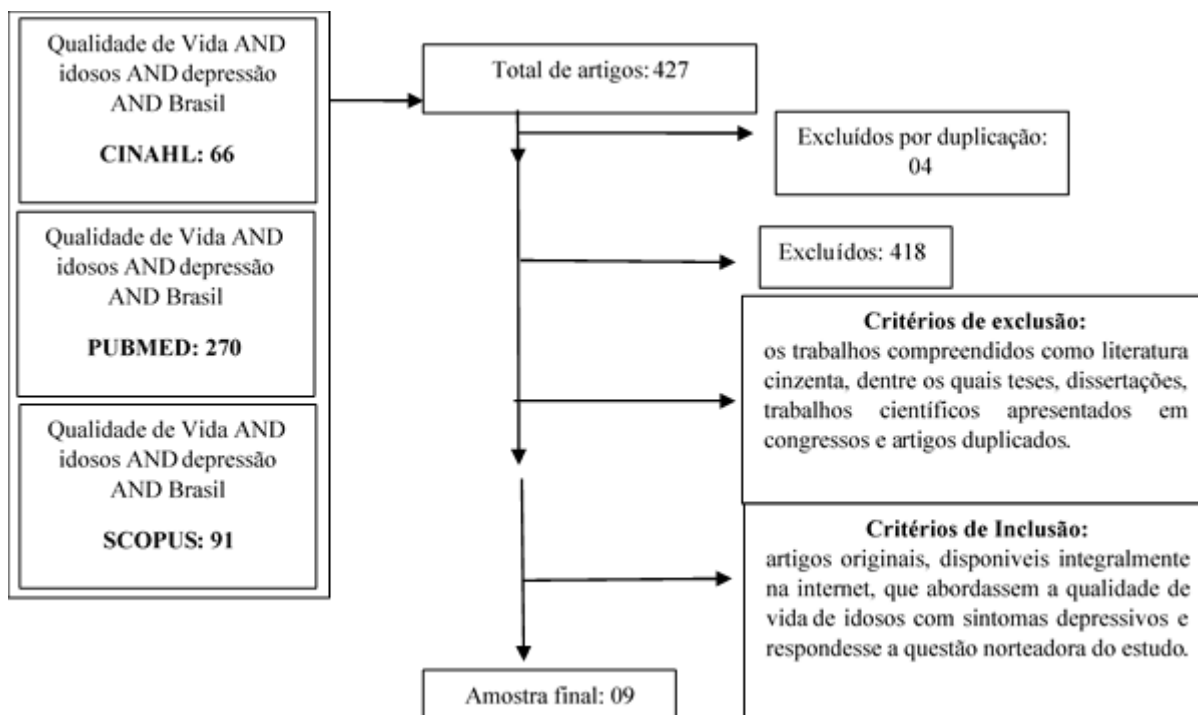 Qualidade de Vida AND
idosos AND depressão
AND Brasil
CINAHL: 66
Qualidade de Vida AND
idosos AND depressão
AND Brasil
PUBMED: 270
Qualidade de Vida AND
idosos AND depressão
AND Brasil
SCOPUS: 91
Total de artigos: 427
Excluídos por duplicação:
04
Excluídos: 418
Critérios de exclusão:
os trabalhos compreendidos como literatura
cinzenta, dentre os quais teses, dissertações,
trabalhos científicos apresentados em
congressos e artigos duplicados.
Critérios de Inclusão:
artigos originais, disponiveis integralmente
na internet, que abordassem a qualidade de
vida de idosos com sintomas depressivos e
respondesse a questão norteadora do estudo.
Amostra final: 09